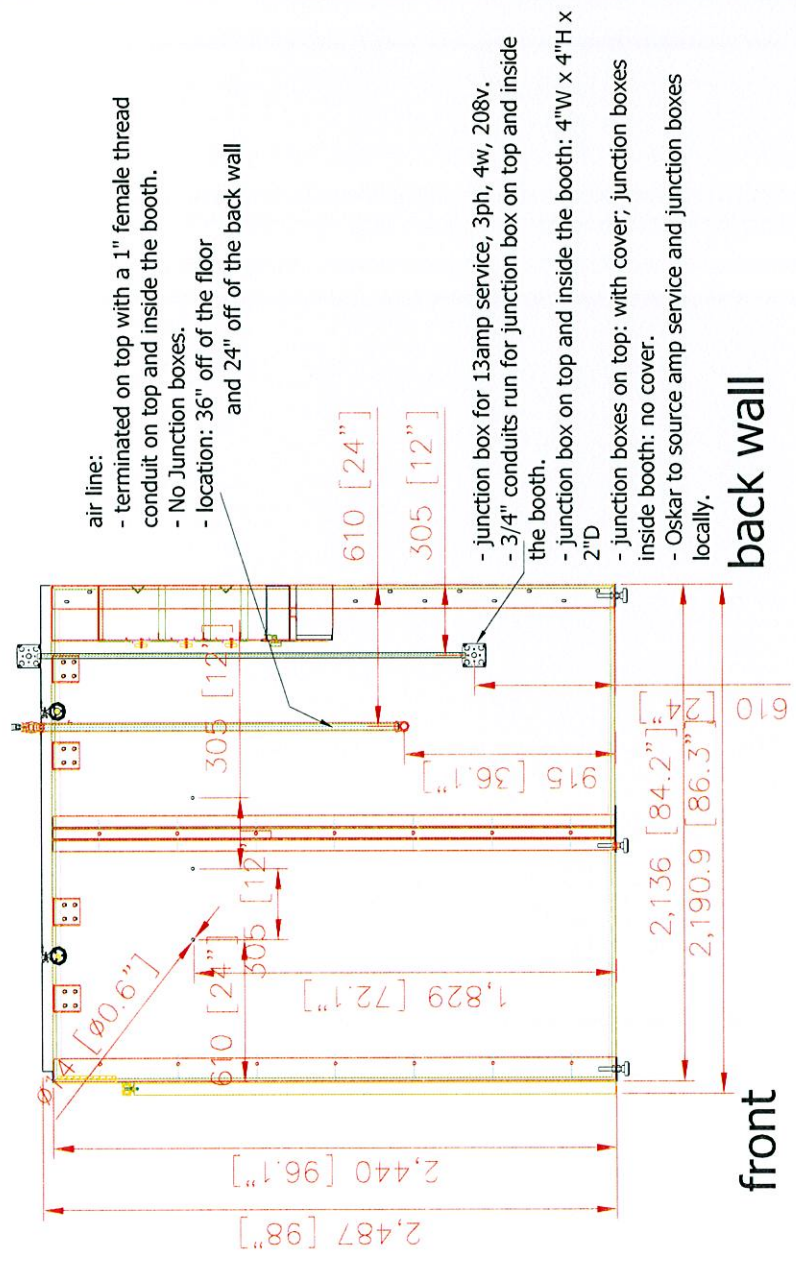 air line:
- terminated on top with a 1" female thread
conduit on top and inside the booth.
- No Junction boxes.
- location: 36" off of the floor
and 24" off of the back wall
- junction box for 13amp service, 3ph, 4w, 208v.
- 3/4" conduits run for junction box on top and inside
the booth.
- junction box on top and inside the booth: 4"W x 4"H x
2"D
- junction boxes on top: with cover; junction boxes
inside booth: no cover.
- Oskar to source amp service and junction boxes
locally.
610 [24"]
305 [12"]
305 [12"]
Ø14 [Ø0.6"]
610 [24"]
305 [12"]
1,829 [72.1"]
915 [36.1"]
610 [24"]
2,136 [84.2"]
2,190.9 [86.3"]
2,440 [96.1"]
2,487 [98"]
front
back wall